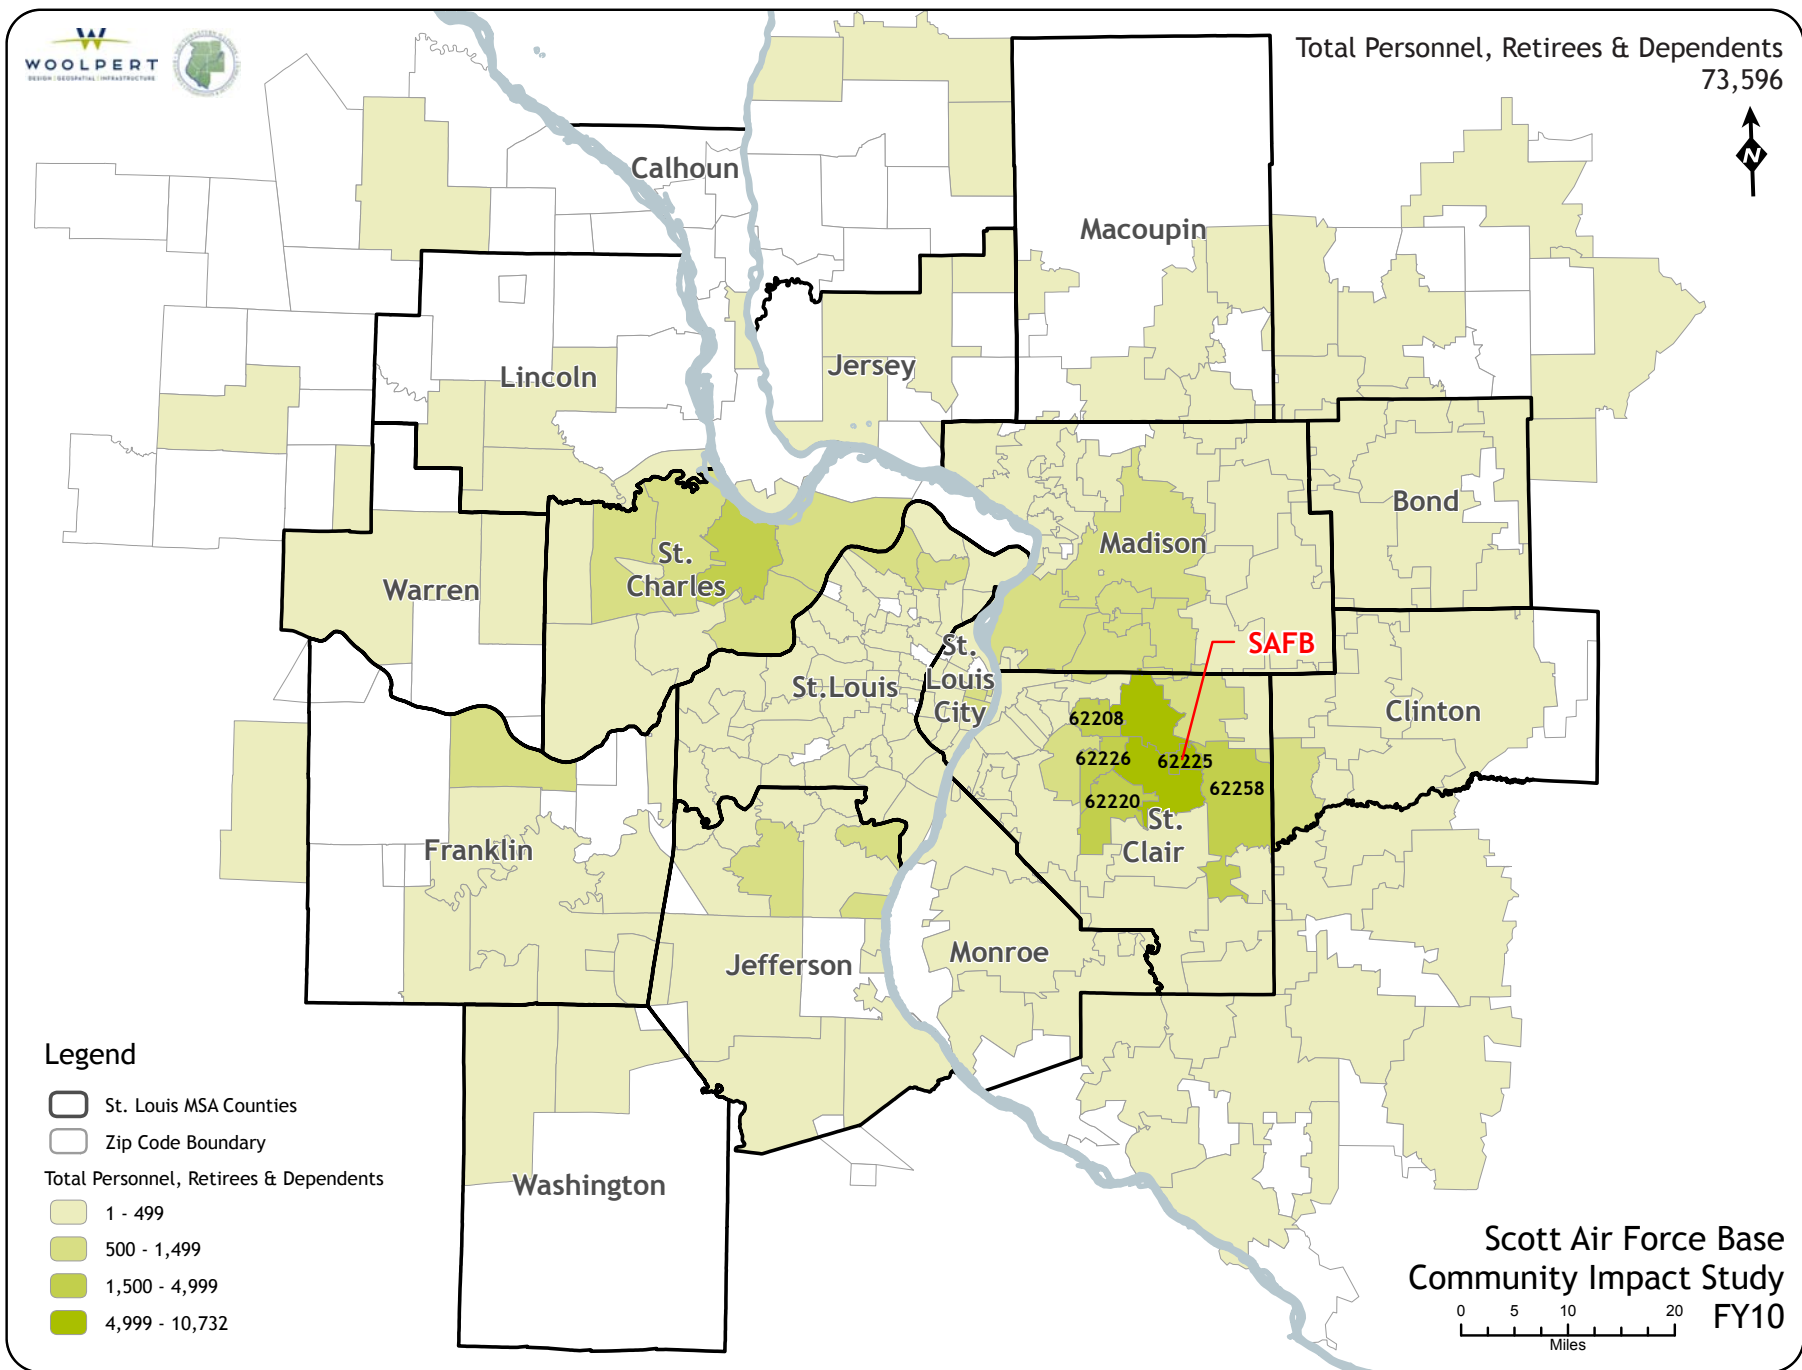 WOOLPERT
DESIGN | GEOSPATIAL | INFRASTRUCTURE
Total Personnel, Retirees & Dependents
73,596
N
Calhoun
Macoupin
Jersey
Lincoln
Bond
Madison
St.
Charles
Warren
SAFB
St.
Louis
City
St.Louis
Clinton
62208
62226
62225
62258
62220
St.
Clair
Franklin
Monroe
Jefferson
Washington
Legend
St. Louis MSA Counties
Zip Code Boundary
Total Personnel, Retirees & Dependents
1 - 499
500 - 1,499
1,500 - 4,999
4,999 - 10,732
Scott Air Force Base
Community Impact Study
FY10
0 5 10 20
Miles